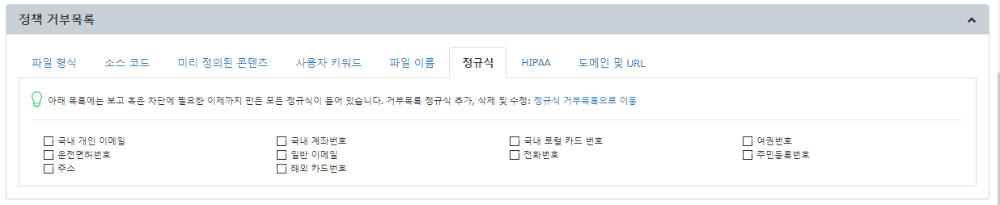 정책 거부목록
파일 형식 소스 코드 미리 정의된 콘텐츠 사용자 키워드 파일 이름 정규식 HIPAA 도메인 및 URL
아래 목록에는 보고 혹은 차단에 필요한 이제까지 만든 모든 정규식이 들어 있습니다. 거부목록 정규식 추가, 삭제 및 수정: 정규식 거부목록으로 이동
국내 개인 이메일 국내 계좌번호 국내 로컬 카드 번호 여권번호
운전면허번호 일반 이메일 전화번호 주민등록번호
주소 해외 카드번호